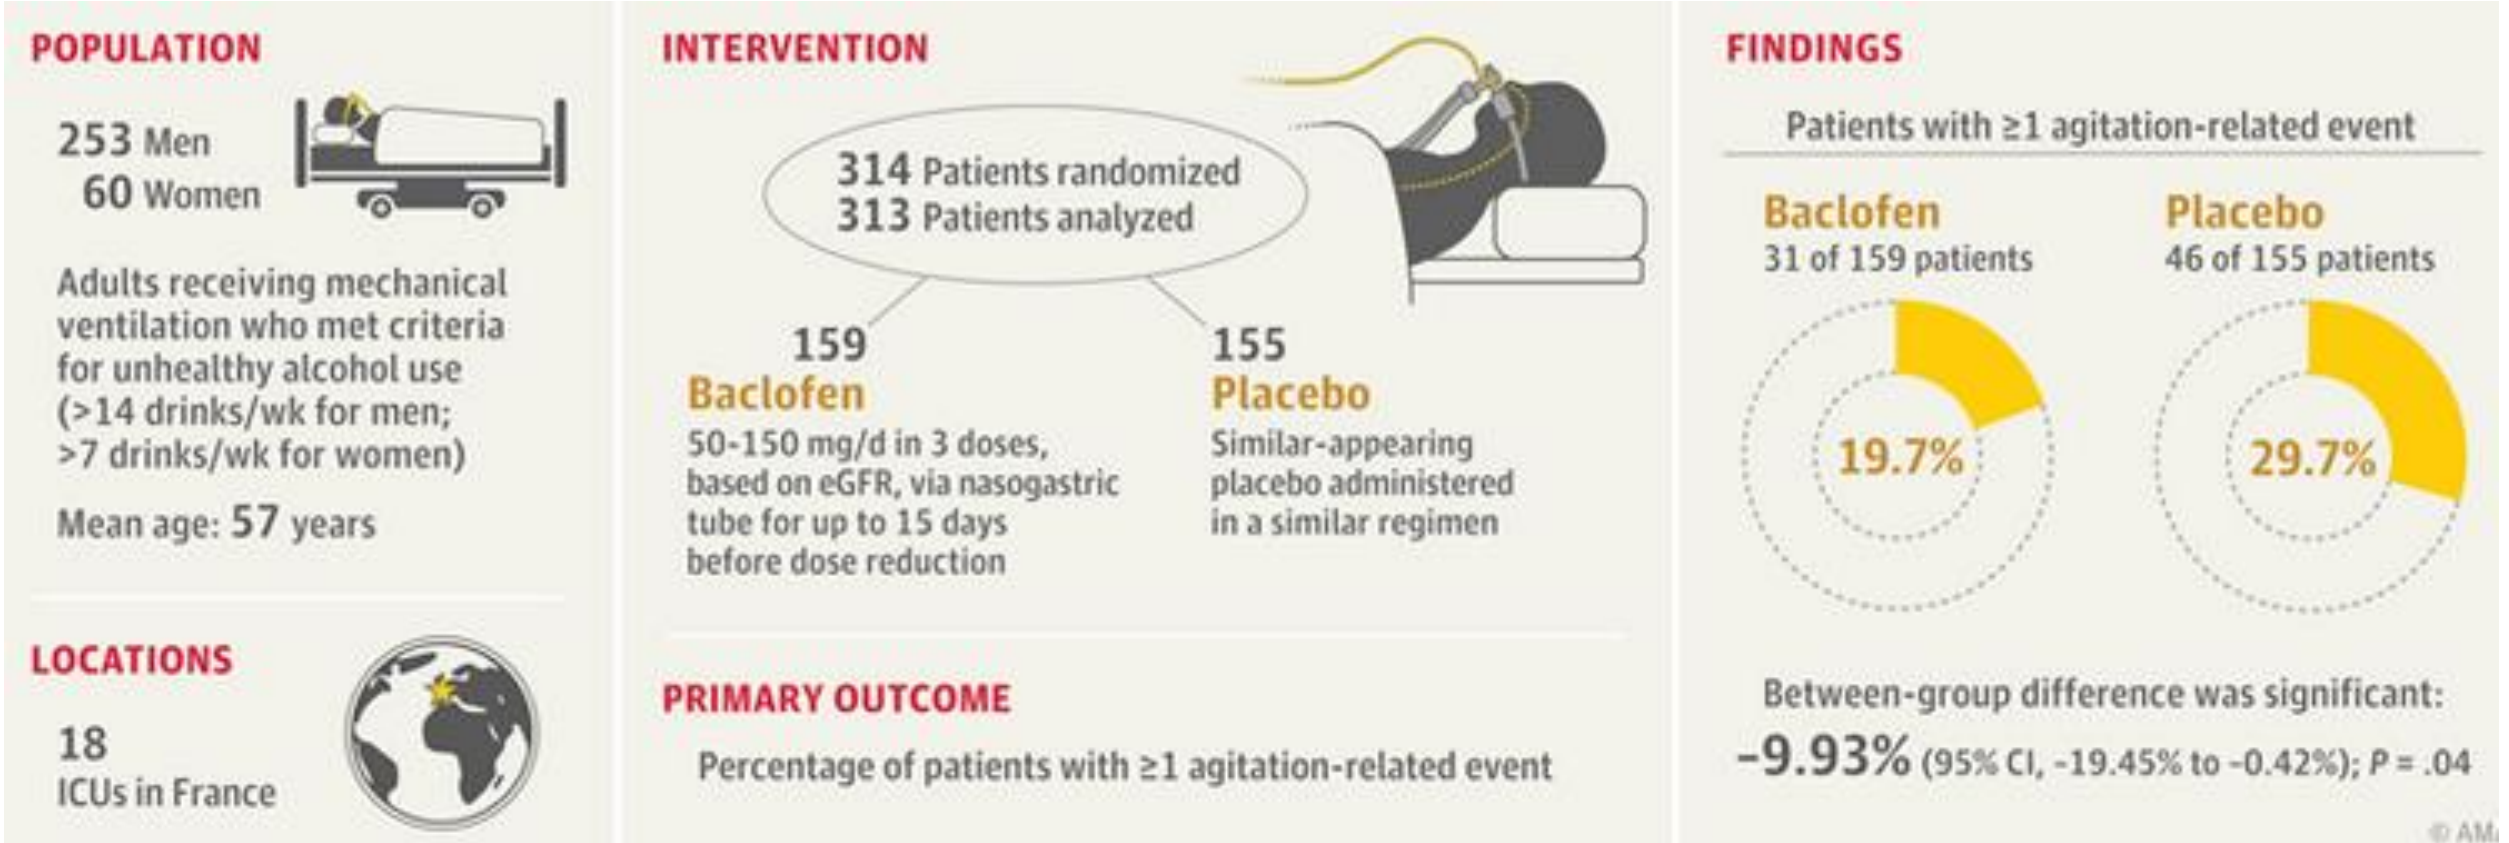 POPULATION
253 Men
60 Women
Adults receiving mechanical
ventilation who met criteria
for unhealthy alcohol use
(>14 drinks/wk for men;
>7 drinks/wk for women)
Mean age: 57 years
LOCATIONS
18
ICUs in France
INTERVENTION
314 Patients randomized
313 Patients analyzed
159
Baclofen
50-150 mg/d in 3 doses,
based on eGFR, via nasogastric
tube for up to 15 days
before dose reduction
155
Placebo
Similar-appearing
placebo administered
in a similar regimen
PRIMARY OUTCOME
Percentage of patients with ≥1 agitation-related event
FINDINGS
Patients with ≥1 agitation-related event
Baclofen
31 of 159 patients
19.7%
Placebo
46 of 155 patients
29.7%
Between-group difference was significant:
-9.93% (95% CI, -19.45% to -0.42%); P = .04